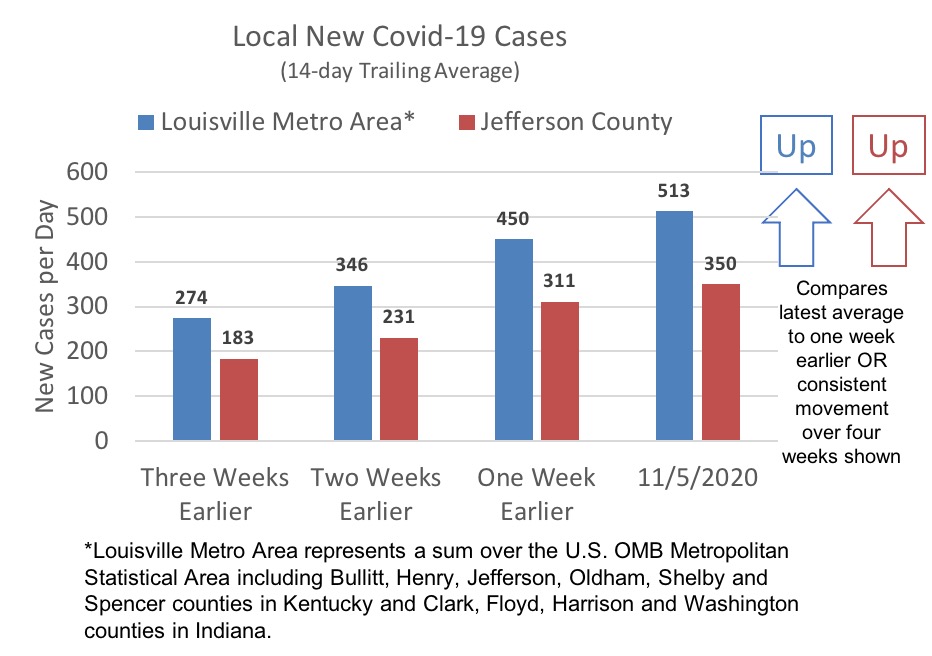 Local New Covid-19 Cases
(14-day Trailing Average)
Louisville Metro Area*
Jefferson County
Up
Up
New Cases per Day
600
500
400
300
200
100
0
274
183
346
231
450
311
513
350
Three Weeks
Earlier
Two Weeks
Earlier
One Week
Earlier
11/5/2020
Compares
latest average
to one week
earlier OR
consistent
movement
over four
weeks shown
*Louisville Metro Area represents a sum over the U.S. OMB Metropolitan
Statistical Area including Bullitt, Henry, Jefferson, Oldham, Shelby and
Spencer counties in Kentucky and Clark, Floyd, Harrison and Washington
counties in Indiana.